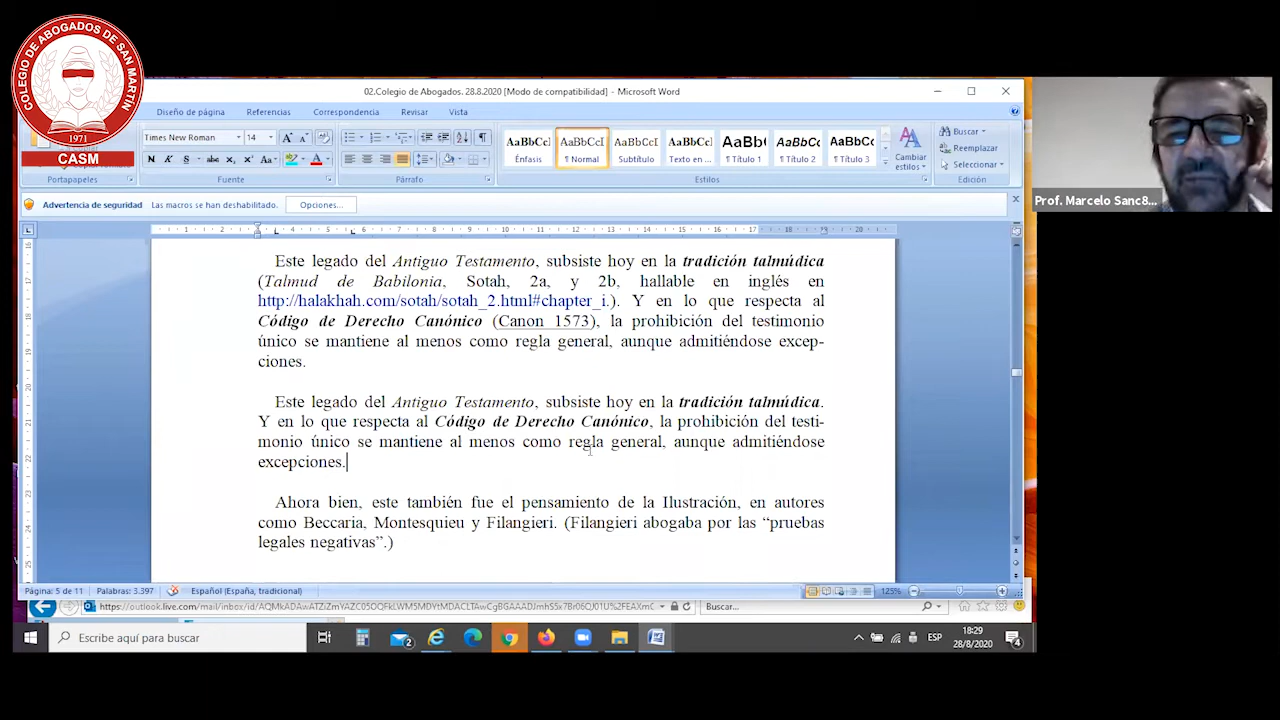 COLEGIO DE ABOGADOS DE SAN MARTÍN
1971
CASM
02.Colegio de Abogados. 28.8.2020 [Modo de compatibilidad] - Microsoft Word
Diseño de página Referencias Correspondencia Revisar Vista
Times New Roman 14
AaBbCcI AaBbCcI AaBbCcI AaBbCcI AaBbC AaBbCc AaBbCc
Énfasis ¶ Normal Subtítulo Texto en ... ¶ Título 1 ¶ Título 2 ¶ Título 3
Cambiar estilos
Buscar
Reemplazar
Seleccionar
Portapapeles Fuente Párrafo Estilos Edición
Advertencia de seguridad Las macros se han deshabilitado. Opciones...
Prof. Marcelo Sanc8...
Este legado del Antiguo Testamento, subsiste hoy en la tradición talmúdica
(Talmud de Babilonia, Sotah, 2a, y 2b, hallable en inglés en
http://halakhah.com/sotah/sotah_2.html#chapter_i.). Y en lo que respecta al
Código de Derecho Canónico (Canon 1573), la prohibición del testimonio
único se mantiene al menos como regla general, aunque admitiéndose excep-
ciones.
Este legado del Antiguo Testamento, subsiste hoy en la tradición talmúdica.
Y en lo que respecta al Código de Derecho Canónico, la prohibición del testi-
monio único se mantiene al menos como regla general, aunque admitiéndose
excepciones.
Ahora bien, este también fue el pensamiento de la Ilustración, en autores
como Beccaria, Montesquieu y Filangieri. (Filangieri abogaba por las “pruebas
legales negativas”.)
Página: 5 de 11 Palabras: 3.397 Español (España, tradicional) 125%
Buscar...
Escribe aquí para buscar
ESP
18:29
28/8/2020